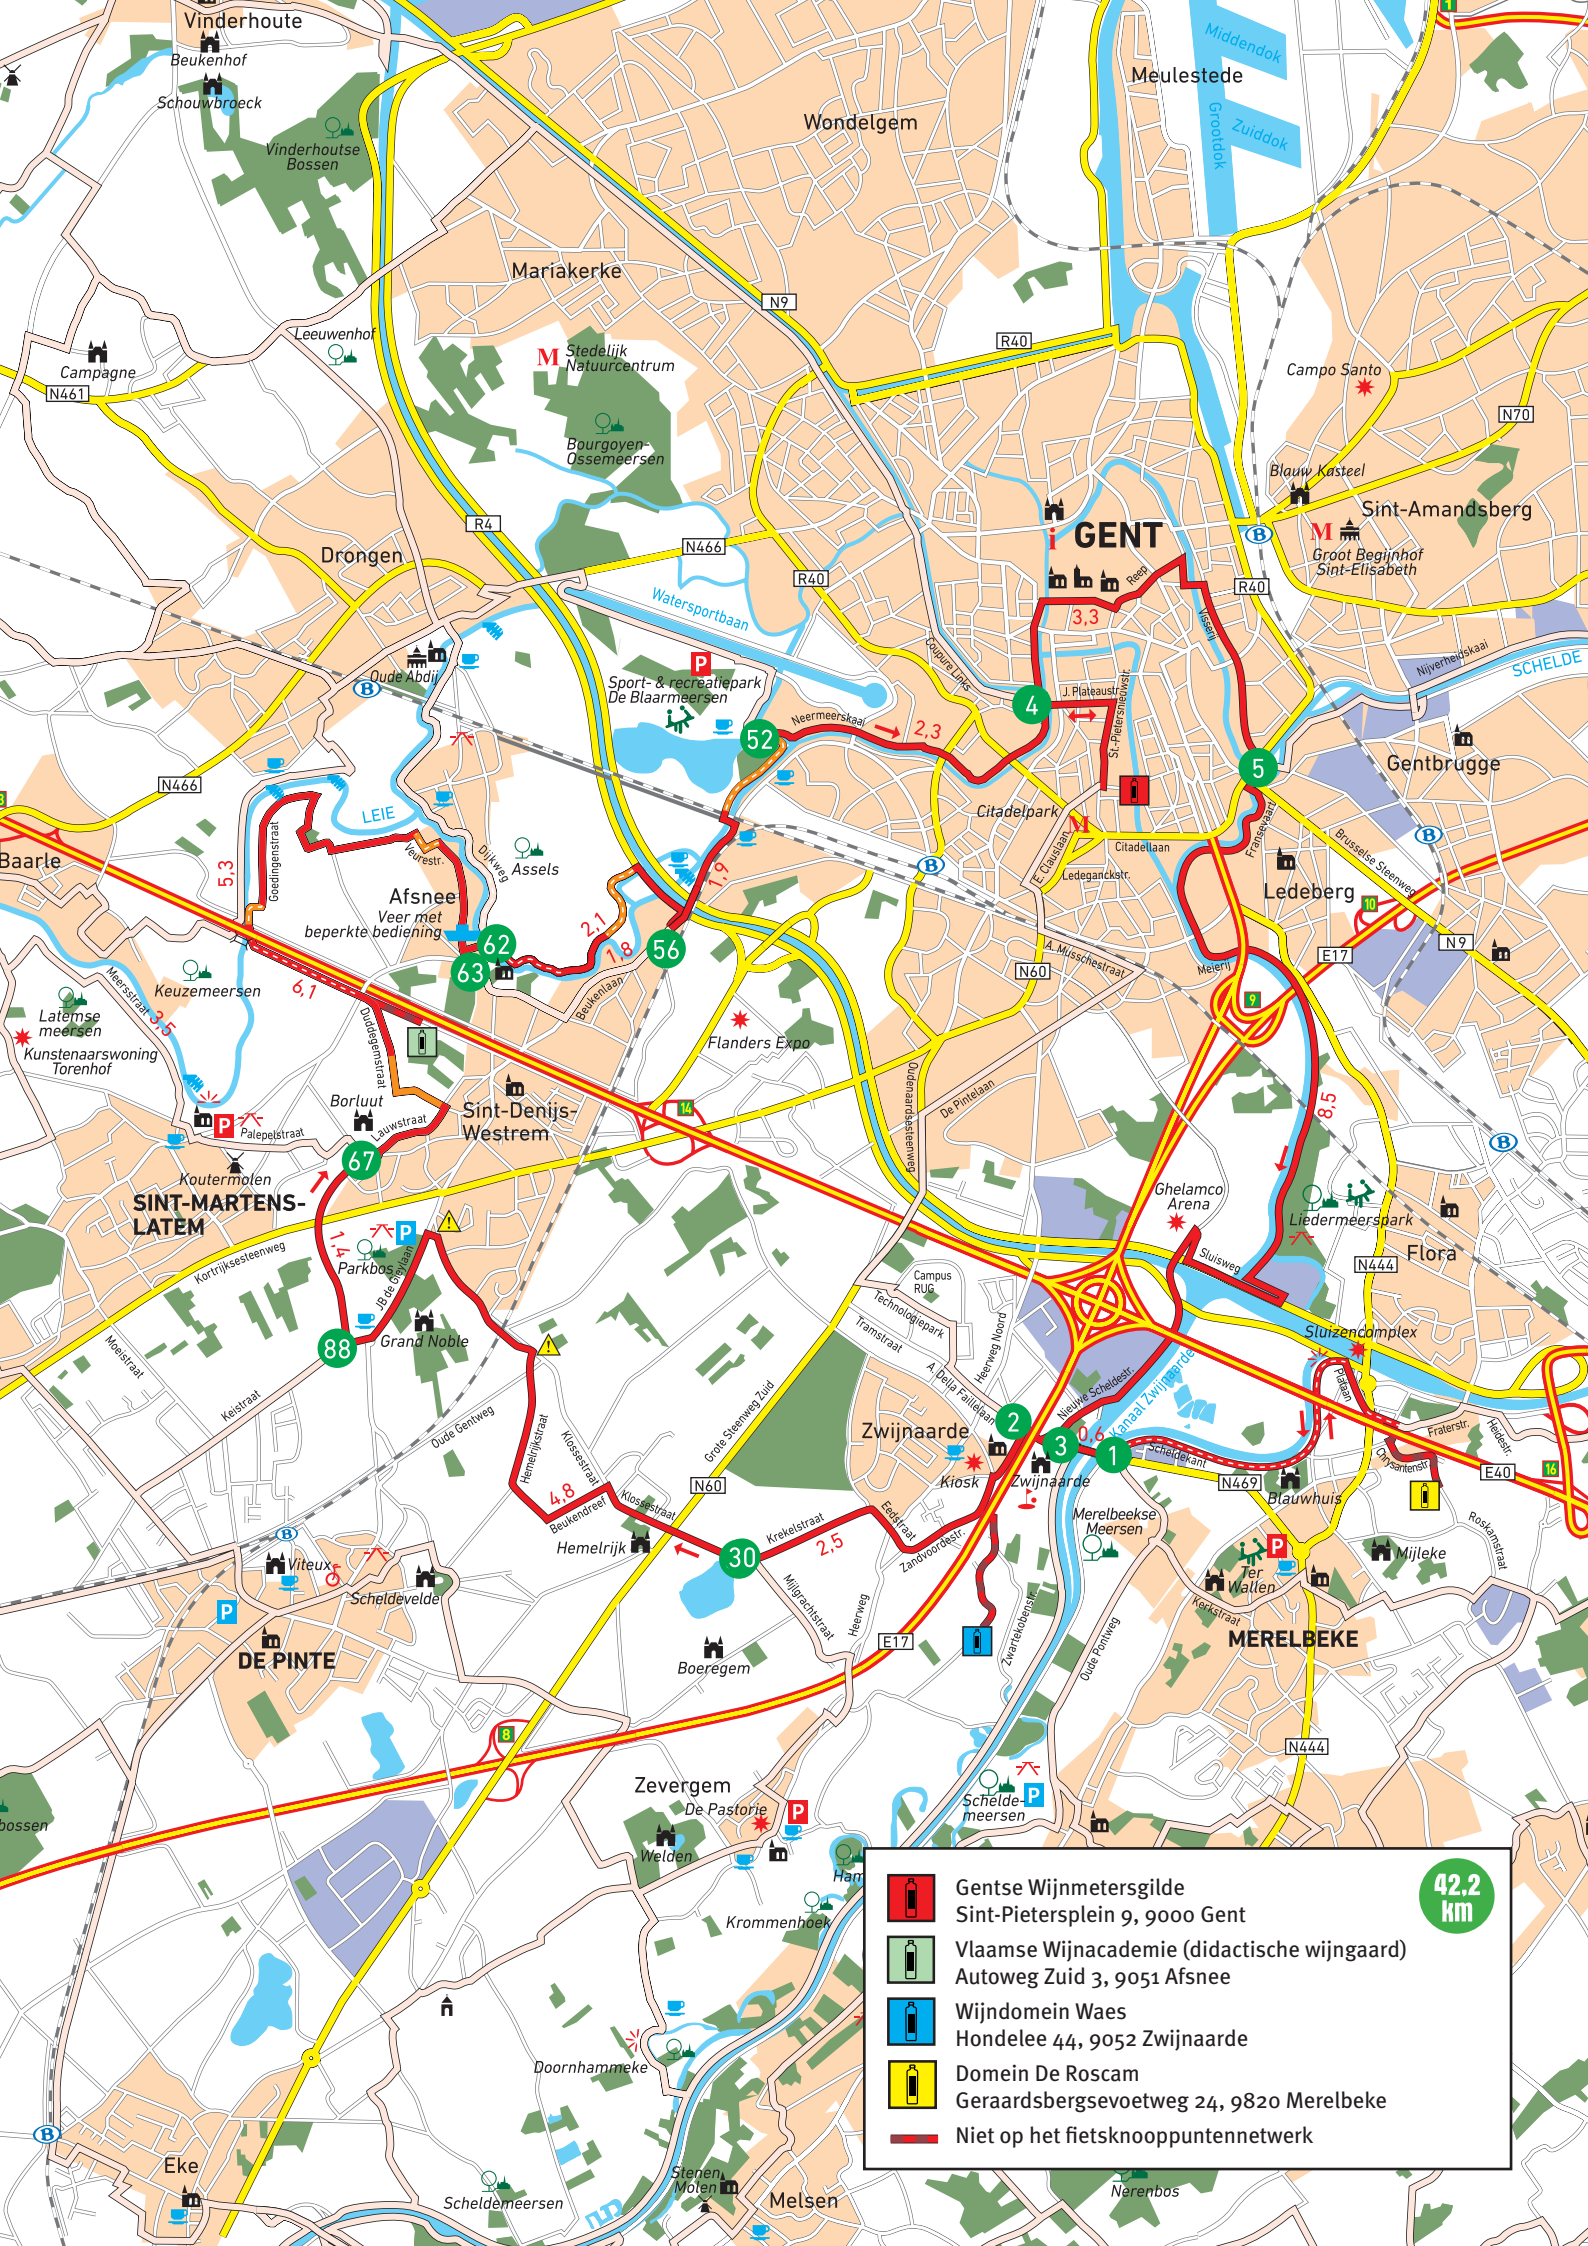 Vinderhoute
Beukenhof
Schouwbroeck
Vinderhoutse
Bossen
Wondelgem
Meulestede
Middendok
Grootdok
Zuiddok
1
Mariakerke
N9
Leeuwenhof
Campagne
N461
M Stedelijk
Natuurcentrum
Bourgoyen-
Ossemeersen
R40
Campo Santo
N70
Blauw Kasteel
Sint-Amandsberg
M
Groot Begijnhof
Sint-Elisabeth
B
R4
Drongen
N466
R40
i GENT
Reep
R40
3,3
Visserij
Watersportbaan
Coupure Links
Nijverheidskaai
SCHELDE
Oude Abdij
B
P
Sport- & recreatiepark
De Blaarmeersen
52
Neermeerskaai
2,3
4
J. Plateaustr.
St.-Pietersnieuwstr.
5
Gentbrugge
N466
LEIE
Citadelpark
M
Citadellaan
Fransevaart
Brusselse Steenweg
B
Baarle
5,3
Goedingenstraat
Veurestr.
Dijkweg
Assels
1,9
B
E. Clauslaan
Ledeganckstr.
Ledeberg
10
Afsnee
Veer met
beperkte bediening
62
63
2,1
1,8
56
Beukenlaan
A. Musschestraat
N60
Meierij
E17
N9
9
Meersstraat
3,5
Keuzemeersen
6,1
Latemse
meersen
Kunstenaarswoning
Torenhof
Duddegemstraat
Flanders Expo
Oudenaardsesteenweg
De Pintelaan
8,5
Borluut
Lauwstraat
Sint-Denijs-
Westrem
14
P
Palepelstraat
67
Koutermolen
SINT-MARTENS-
LATEM
B
Ghelamco
Arena
Liedermeerspark
Sluisweg
Flora
N444
Kortrijksesteenweg
1,4
P
Parkbos
JB de Gieylaan
Campus
RUG
Technologiepark
Tramstraat
Heerweg Noord
88
Grand Noble
Sluizencomplex
Moeistraat
Keistraat
Oude Gentweg
Grote Steenweg Zuid
A. Della Faillelaan
Nieuwe Scheldestr.
Kanaal Zwijnaarde
Plataan
Zwijnaarde
2
3
0,6
1
Kiosk
Zwijnaarde
Scheldekant
Fraterstr.
Heidestr.
Chrysantenstr.
E40
16
Hemelrijkstraat
Klossestraat
4,8
Beukendreef
Klossestraat
N60
N469
Blauwhuis
Merelbeekse
Meersen
Roskamstraat
B
Viteux
Hemelrijk
30
Krekelstraat
2,5
Eedstraat
Zandvoordestr.
Ter
Wallen
P
Mijleke
Scheldevelde
P
Mijlgrachtstraat
Heerweg
Zwartekobenstr.
Oude Pontweg
Kerkstraat
MERELBEKE
DE PINTE
E17
Boeregem
8
N444
Zevergem
De Pastorie
P
Schelde-
meersen
P
Welden
bossen
Ham
Krommenhoek
Gentse Wijnmetersgilde
Sint-Pietersplein 9, 9000 Gent
42,2
km
Vlaamse Wijnacademie (didactische wijngaard)
Autoweg Zuid 3, 9051 Afsnee
Wijndomein Waes
Hondelee 44, 9052 Zwijnaarde
Domein De Roscam
Geraardsbergsevoetweg 24, 9820 Merelbeke
Niet op het fietsknooppuntennetwerk
Doornhammeke
B
Eke
Scheldemeersen
Stenen
Molen
Melsen
Nerenbos